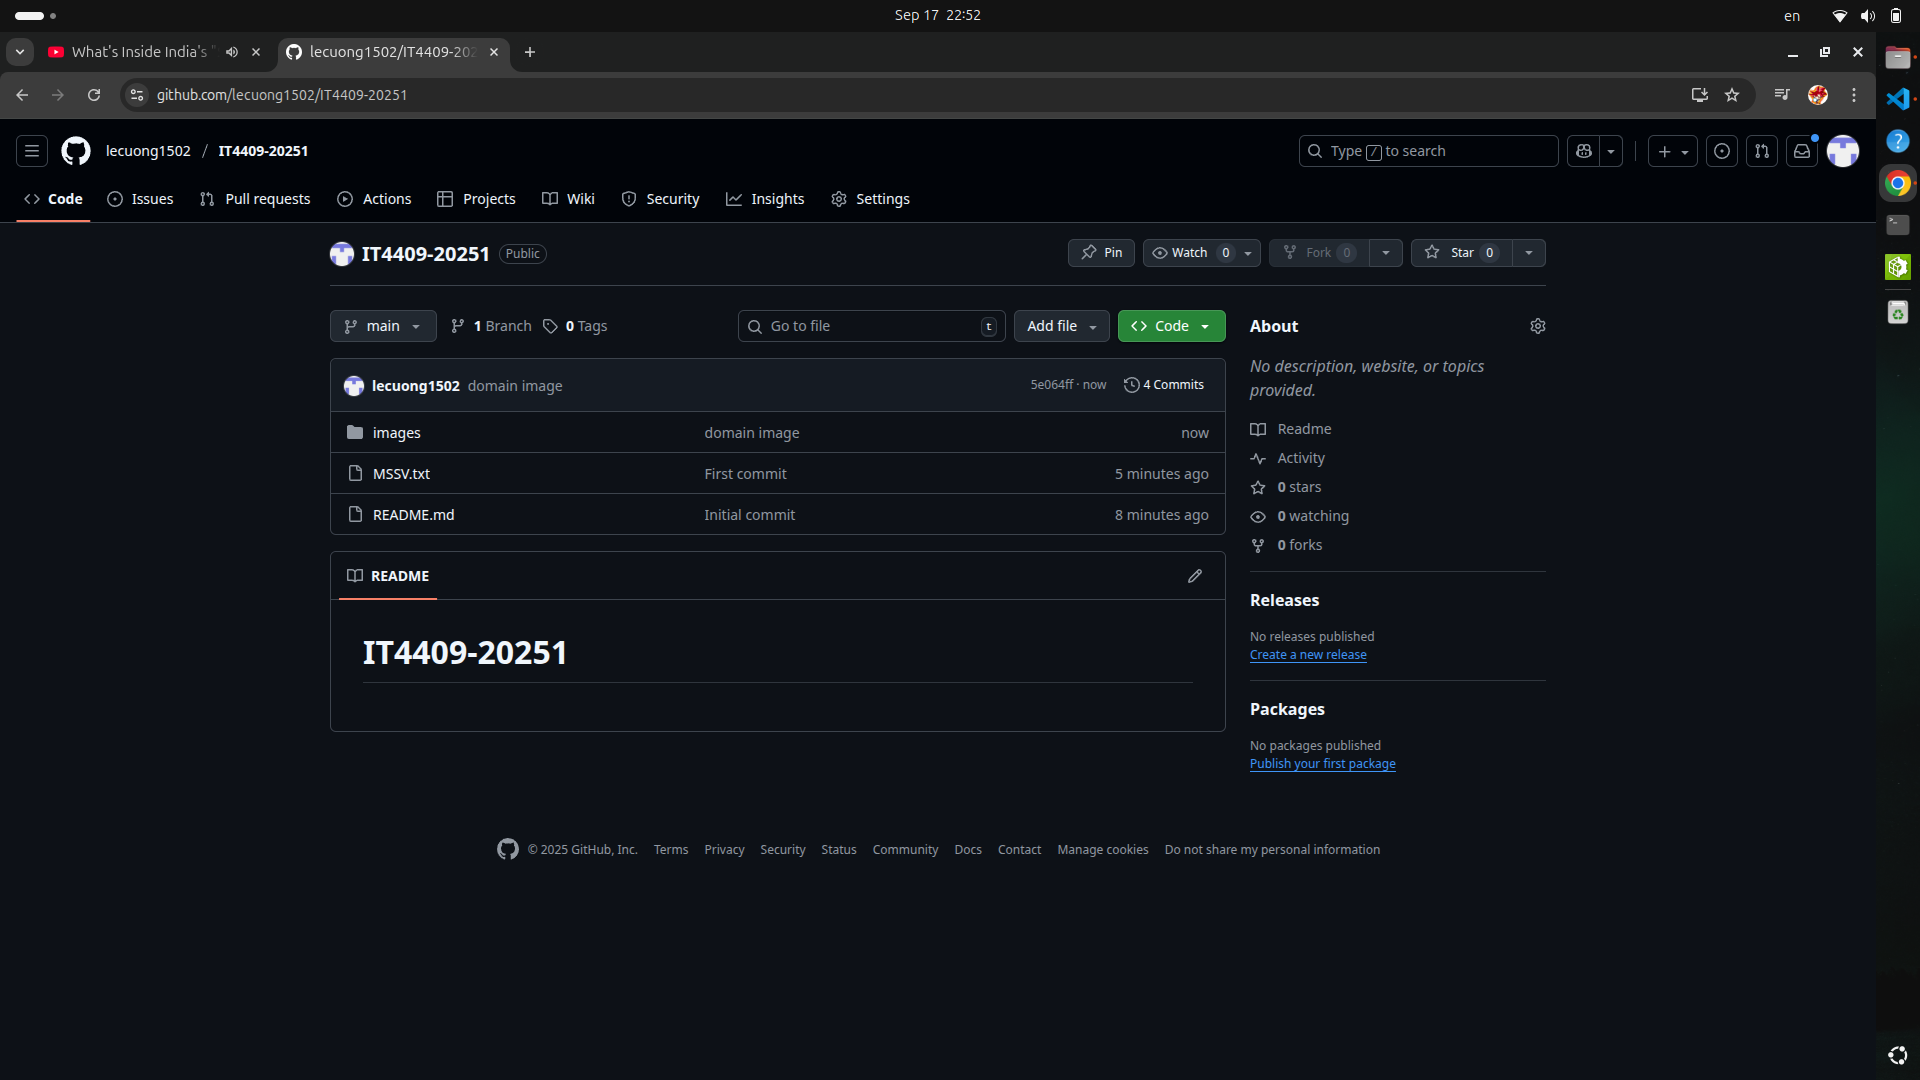 Sep 17 22:52
en
What's Inside India's "
lecuong1502/IT4409-202
github.com/lecuong1502/IT4409-20251
lecuong1502 / IT4409-20251
Type / to search
Code Issues Pull requests Actions Projects Wiki Security Insights Settings
IT4409-20251 Public
Pin Watch 0 Fork 0 Star 0
main 1 Branch 0 Tags Go to file t Add file Code
lecuong1502 domain image 5e064ff · now 4 Commits
images domain image now
MSSV.txt First commit 5 minutes ago
README.md Initial commit 8 minutes ago
README
IT4409-20251
About
No description, website, or topics
provided.
Readme
Activity
0 stars
0 watching
0 forks
Releases
No releases published
Create a new release
Packages
No packages published
Publish your first package
© 2025 GitHub, Inc. Terms Privacy Security Status Community Docs Contact Manage cookies Do not share my personal information